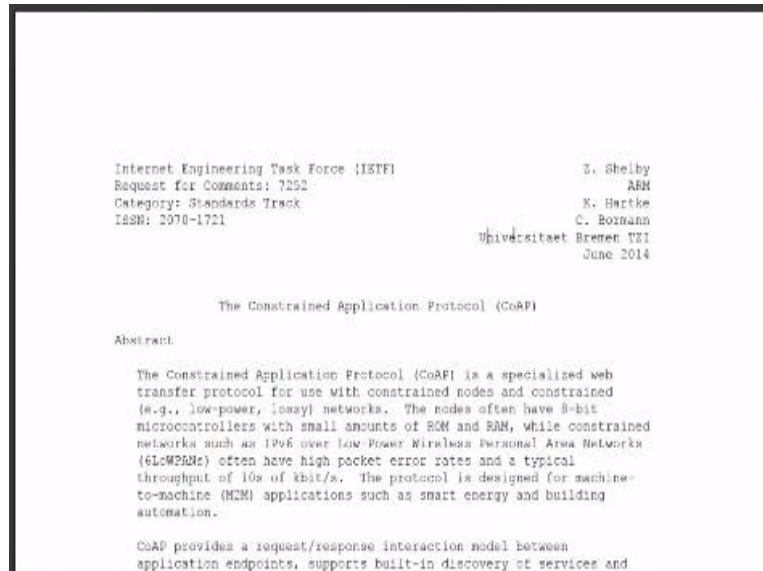 Internet Engineering Task Force (IETF) Z. Shelby
Request for Comments: 7252 ARM
Category: Standards Track K. Hartke
ISSN: 2070-1721 C. Bormann
Universitaet Bremen TZI
June 2014
The Constrained Application Protocol (CoAP)
Abstract
The Constrained Application Protocol (CoAP) is a specialized web
transfer protocol for use with constrained nodes and constrained
(e.g., low-power, lossy) networks. The nodes often have 8-bit
microcontrollers with small amounts of ROM and RAM, while constrained
networks such as IPv6 over Low-Power Wireless Personal Area Networks
(6LoWPANs) often have high packet error rates and a typical
throughput of 10s of kbit/s. The protocol is designed for machine-
to-machine (M2M) applications such as smart energy and building
automation.
CoAP provides a request/response interaction model between
application endpoints, supports built-in discovery of services and